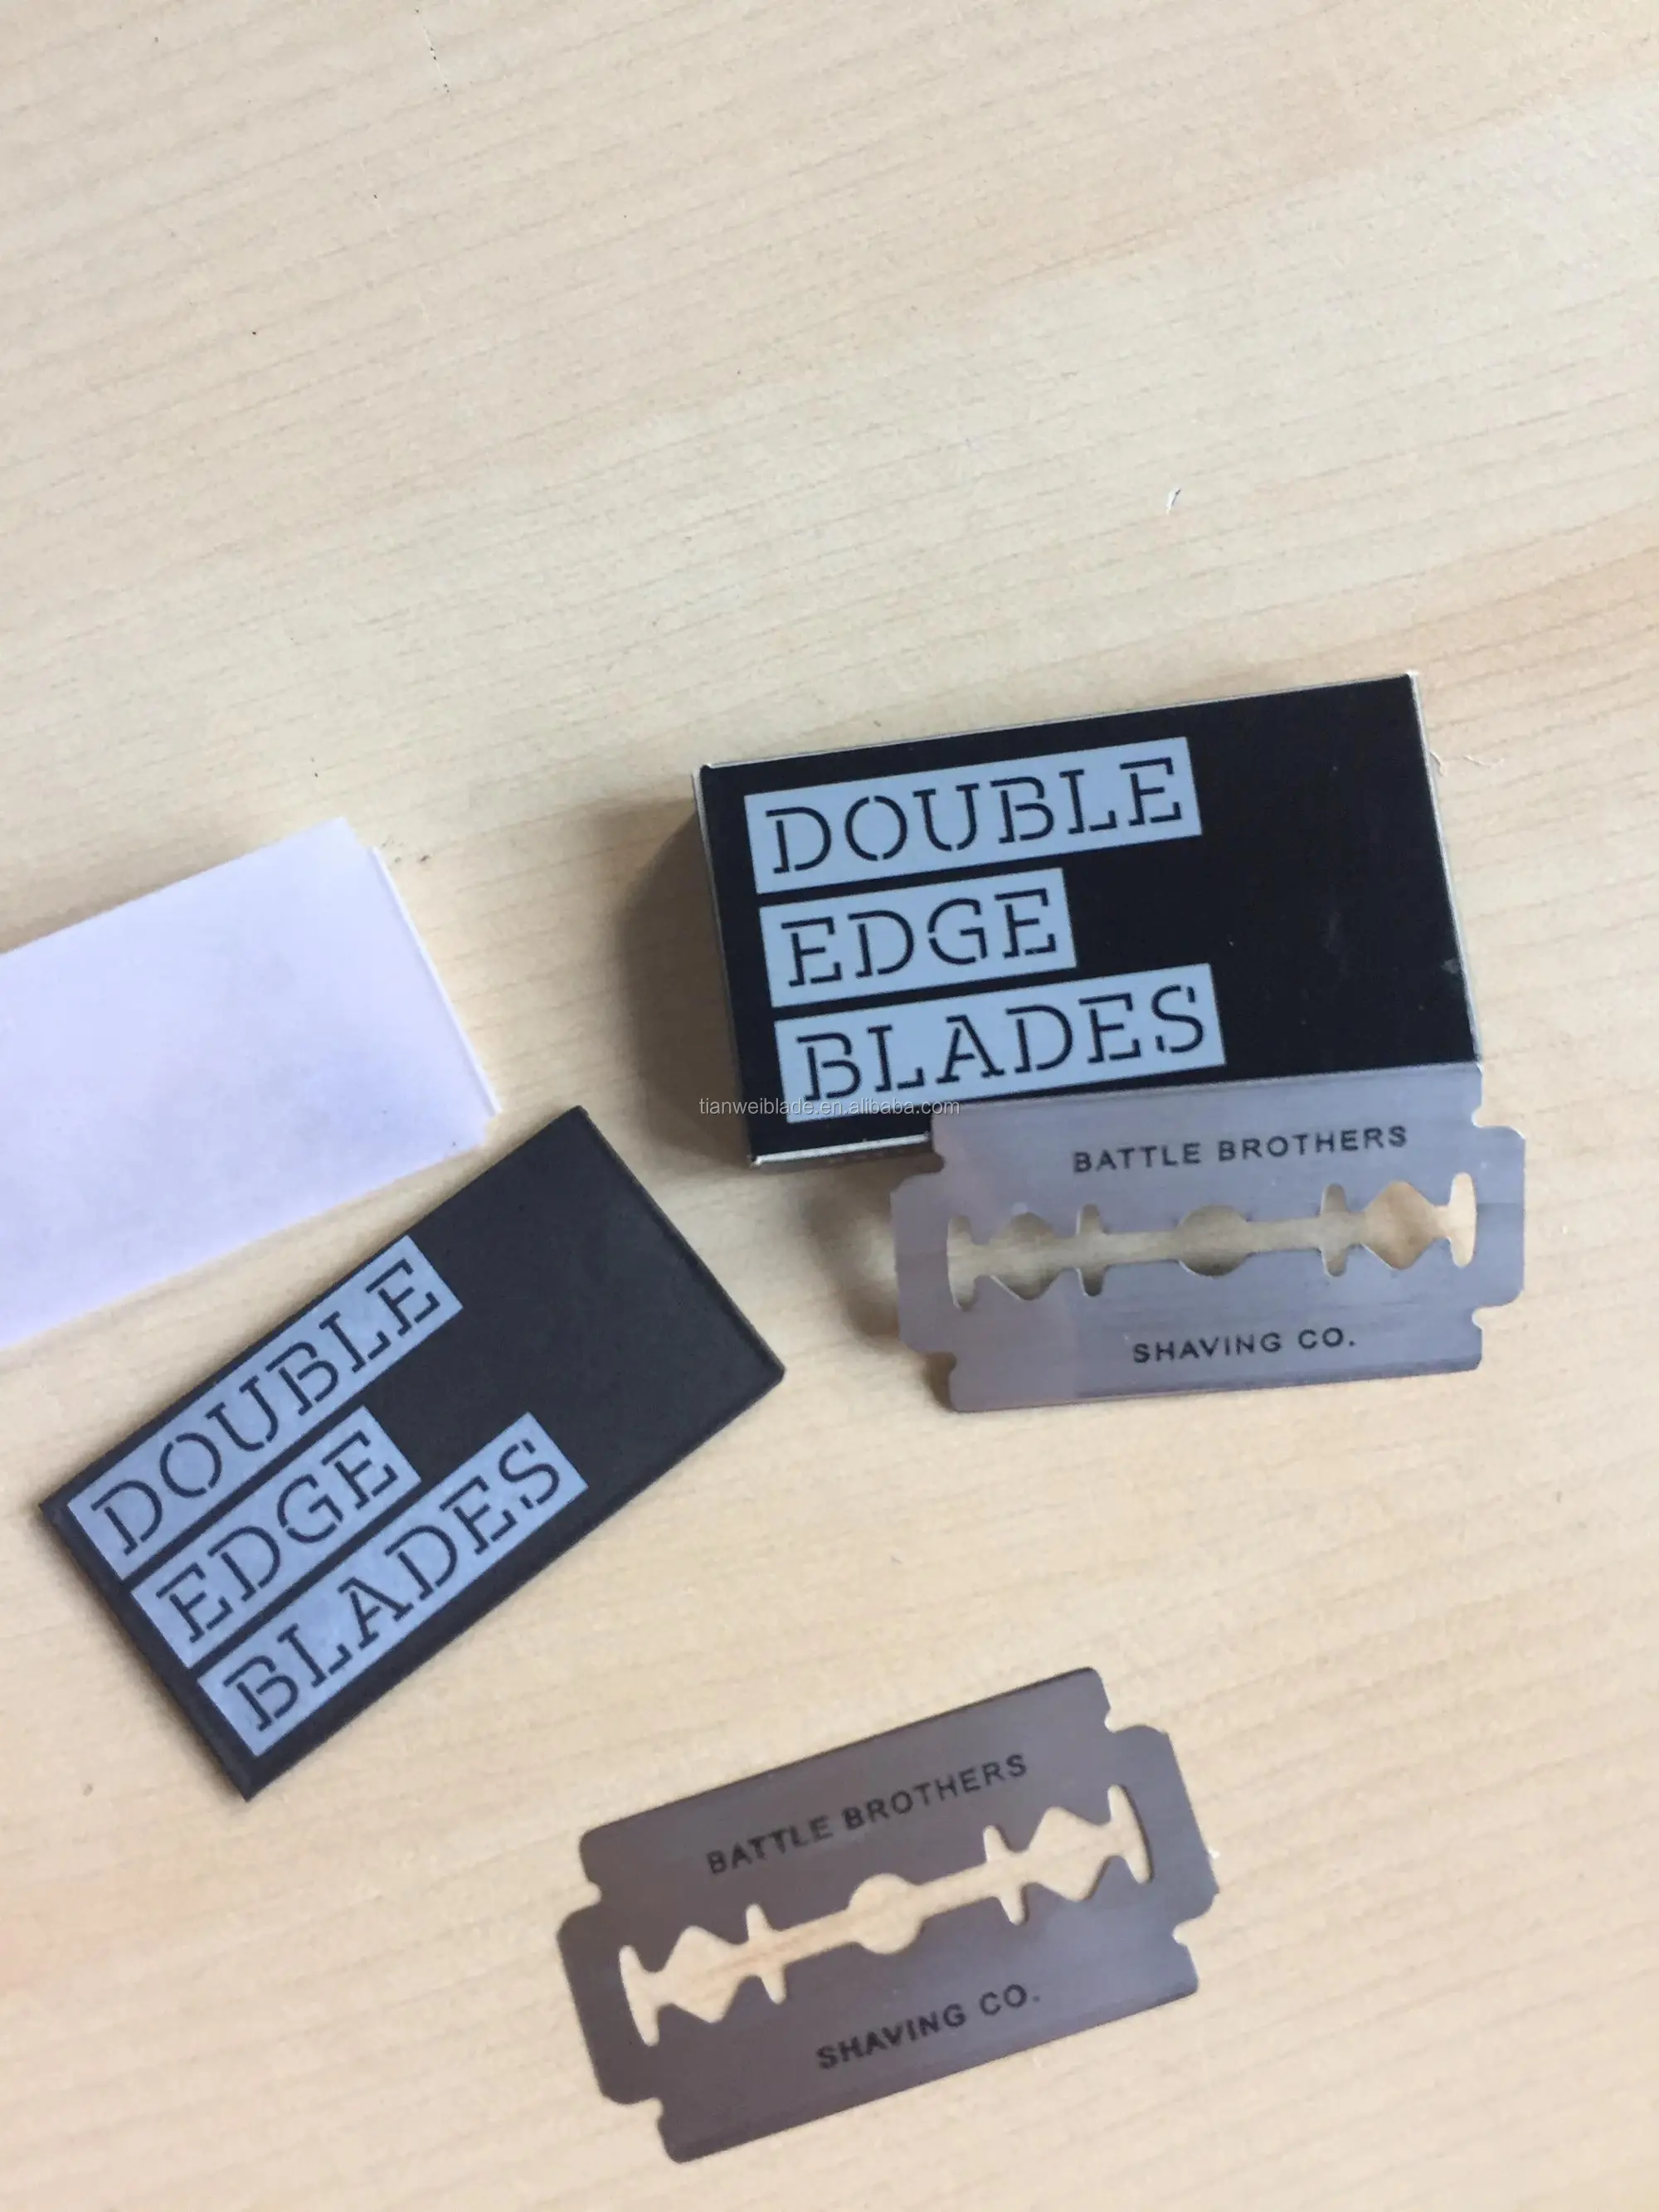 DOUBLE
EDGE
BLADES
tianweiblade.en.alibaba.com
BATTLE BROTHERS
SHAVING CO.
DOUBLE
EDGE
BLADES
BATTLE BROTHERS
SHAVING CO.